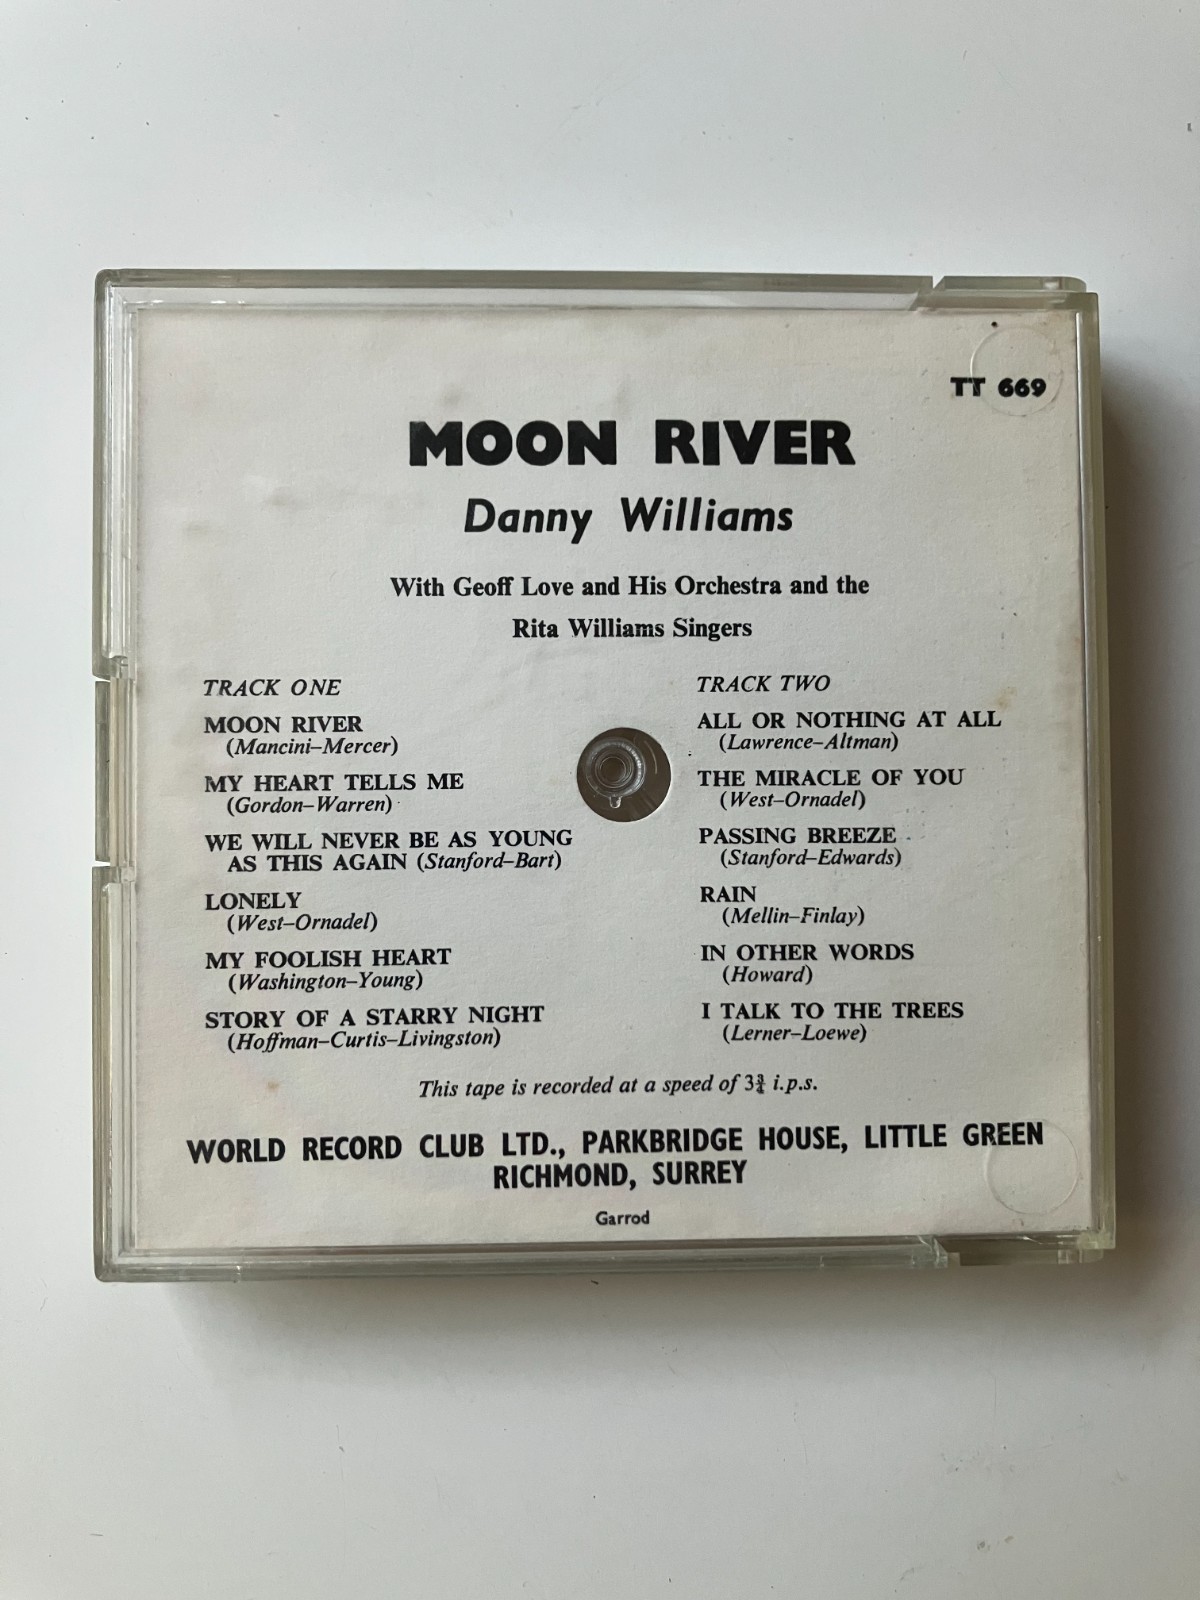 TT 669
MOON RIVER
Danny Williams
With Geoff Love and His Orchestra and the
Rita Williams Singers
TRACK ONE
MOON RIVER
(Mancini–Mercer)
MY HEART TELLS ME
(Gordon–Warren)
WE WILL NEVER BE AS YOUNG
AS THIS AGAIN (Stanford–Bart)
LONELY
(West–Ornadel)
MY FOOLISH HEART
(Washington–Young)
STORY OF A STARRY NIGHT
(Hoffman–Curtis–Livingston)
TRACK TWO
ALL OR NOTHING AT ALL
(Lawrence–Altman)
THE MIRACLE OF YOU
(West–Ornadel)
PASSING BREEZE
(Stanford–Edwards)
RAIN
(Mellin–Finlay)
IN OTHER WORDS
(Howard)
I TALK TO THE TREES
(Lerner–Loewe)
This tape is recorded at a speed of 3¾ i.p.s.
WORLD RECORD CLUB LTD., PARKBRIDGE HOUSE, LITTLE GREEN
RICHMOND, SURREY
Garrod